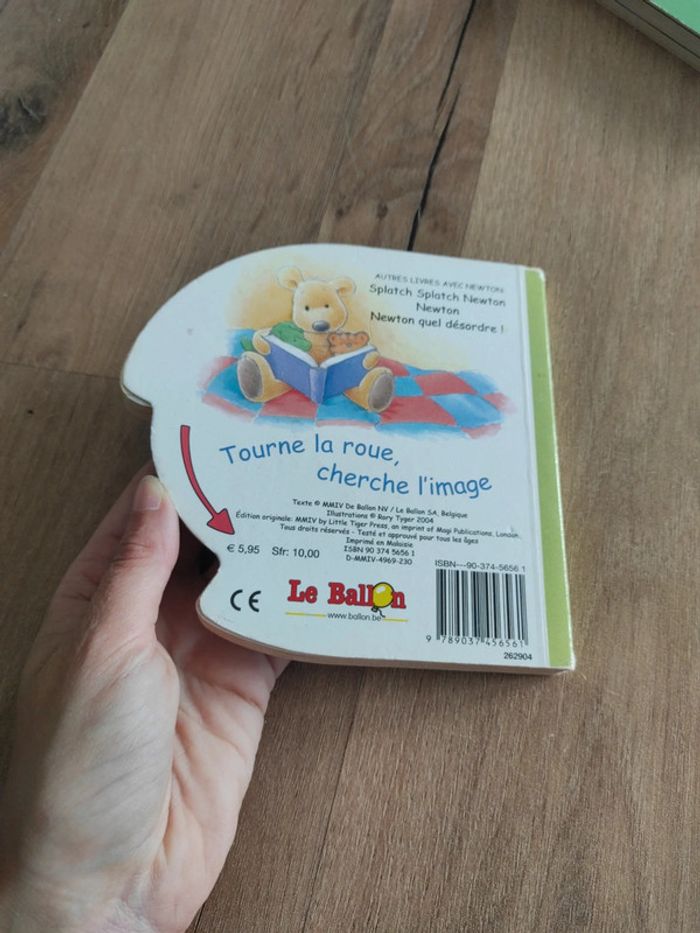 AUTRES LIVRES AVEC NEWTON:
Splatch Splatch Newton
Newton
Newton quel désordre !
Tourne la roue,
cherche l'image
Texte © MMIV De Ballon NV / Le Ballon SA, Belgique
Illustrations © Rory Tyger 2004
Édition originale: MMIV by Little Tiger Press, an imprint of Magi Publications, London.
Tous droits réservés - Testé et approuvé pour tous les âges
Imprimé en Malaisie
€ 5,95 Sfr: 10,00
ISBN 90 374 5656 1
D-MMIV-4969-230
CE
Le Ballon
www.ballon.be
ISBN---90-374-5656 1
9 789037 456561
262904